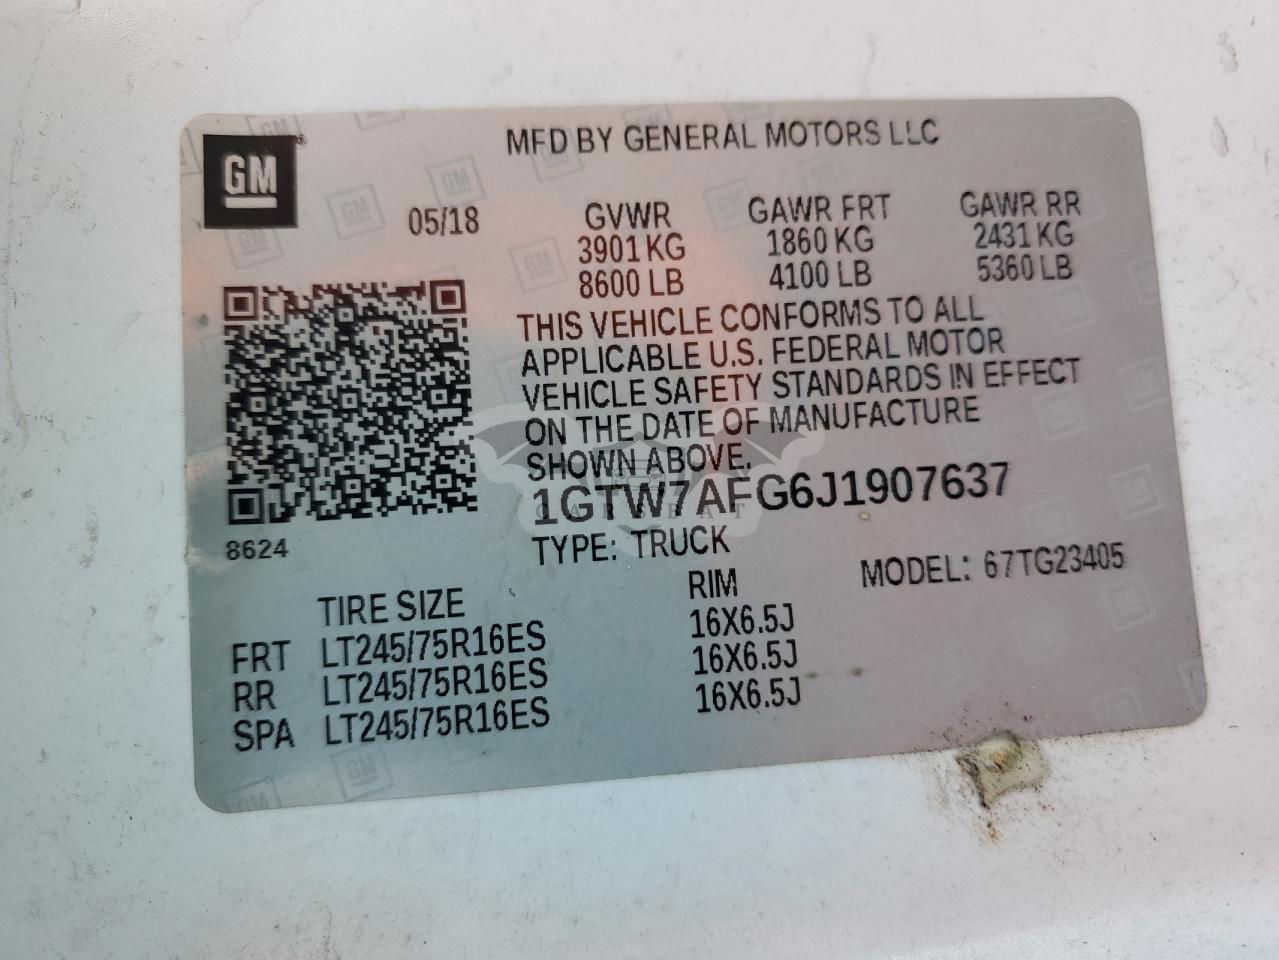 GM
MFD BY GENERAL MOTORS LLC
05/18 GVWR GAWR FRT GAWR RR
3901 KG 1860 KG 2431 KG
8600 LB 4100 LB 5360 LB
THIS VEHICLE CONFORMS TO ALL
APPLICABLE U.S. FEDERAL MOTOR
VEHICLE SAFETY STANDARDS IN EFFECT
ON THE DATE OF MANUFACTURE
SHOWN ABOVE.
1GTW7AFG6J1907637
8624
TYPE: TRUCK
MODEL: 67TG23405
TIRE SIZE RIM
FRT LT245/75R16ES 16X6.5J
RR LT245/75R16ES 16X6.5J
SPA LT245/75R16ES 16X6.5J